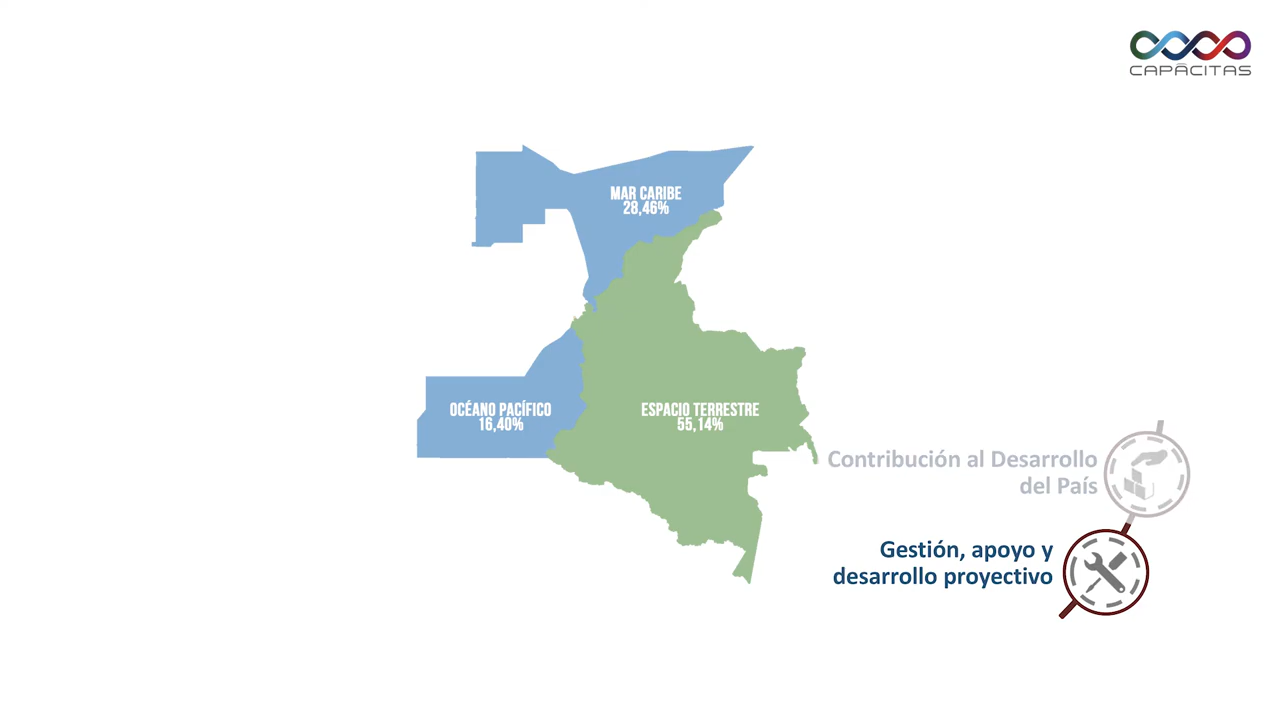 CAPĀCITAS
MAR CARIBE
28,46%
OCÉANO PACÍFICO
16,40%
ESPACIO TERRESTRE
55,14%
Contribución al Desarrollo
del País
Gestión, apoyo y
desarrollo proyectivo